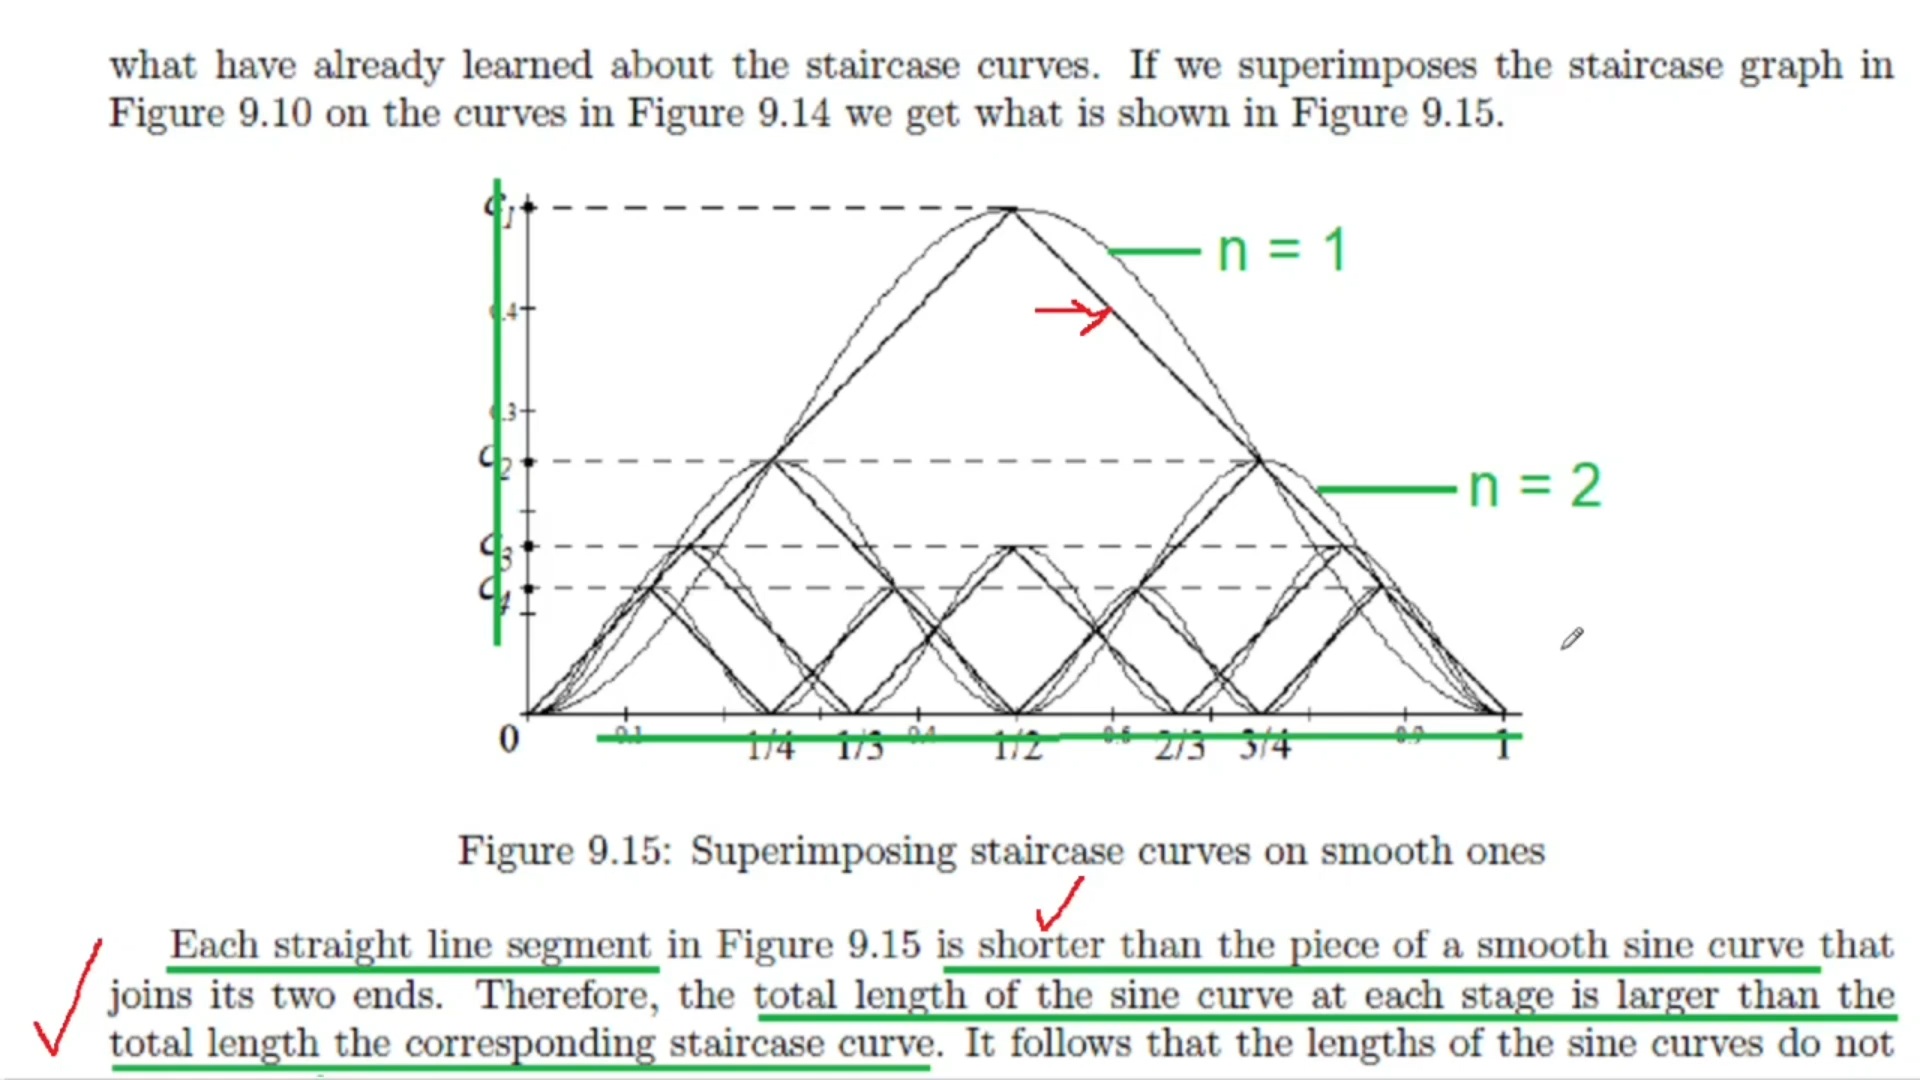 what have already learned about the staircase curves. If we superimposes the staircase graph in
Figure 9.10 on the curves in Figure 9.14 we get what is shown in Figure 9.15.
n = 1
n = 2
0 1/4 1/3 1/2 2/3 3/4 1
Figure 9.15: Superimposing staircase curves on smooth ones
Each straight line segment in Figure 9.15 is shorter than the piece of a smooth sine curve that
joins its two ends. Therefore, the total length of the sine curve at each stage is larger than the
total length the corresponding staircase curve. It follows that the lengths of the sine curves do not